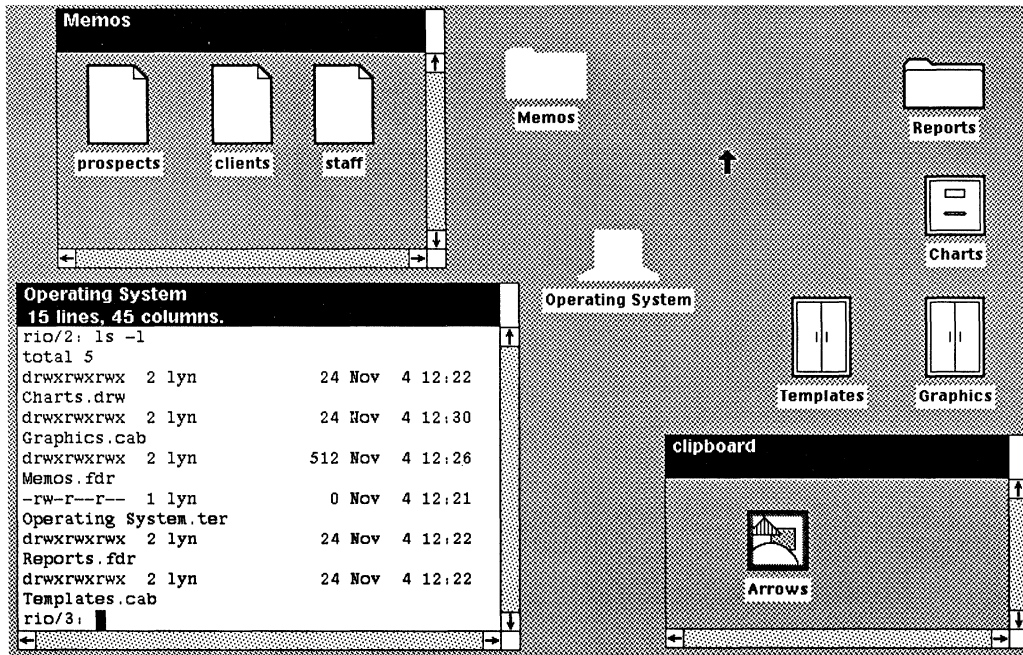 Memos
prospects
clients
staff
Memos
Reports
Charts
Operating System
Templates
Graphics
Operating System
15 lines, 45 columns.
rio/2: ls -l
total 5
drwxrwxrwx 2 lyn 24 Nov 4 12:22
Charts.drw
drwxrwxrwx 2 lyn 24 Nov 4 12:30
Graphics.cab
drwxrwxrwx 2 lyn 512 Nov 4 12:26
Memos.fdr
-rw-r--r-- 1 lyn 0 Nov 4 12:21
Operating System.ter
drwxrwxrwx 2 lyn 24 Nov 4 12:22
Reports.fdr
drwxrwxrwx 2 lyn 24 Nov 4 12:22
Templates.cab
rio/3:
clipboard
Arrows